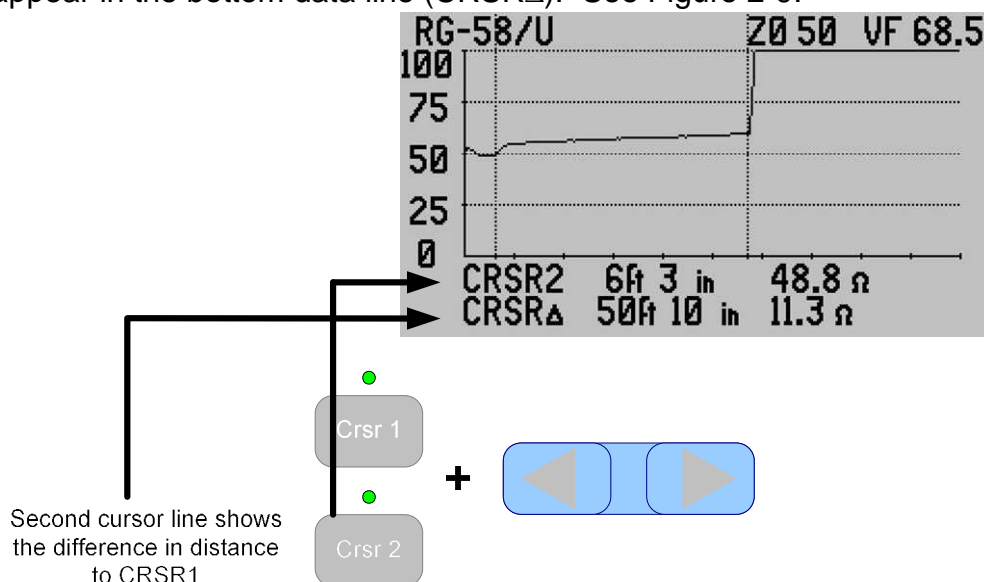 appear in the bottom data line (CRSR∆). See Figure 2-6.
RG-58/U Z0 50 VF 68.5
100
75
50
25
0
CRSR2 6ft 3 in 48.8 Ω
CRSR∆ 50ft 10 in 11.3 Ω
Crsr 1
+
Crsr 2
Second cursor line shows
the difference in distance
to CRSR1